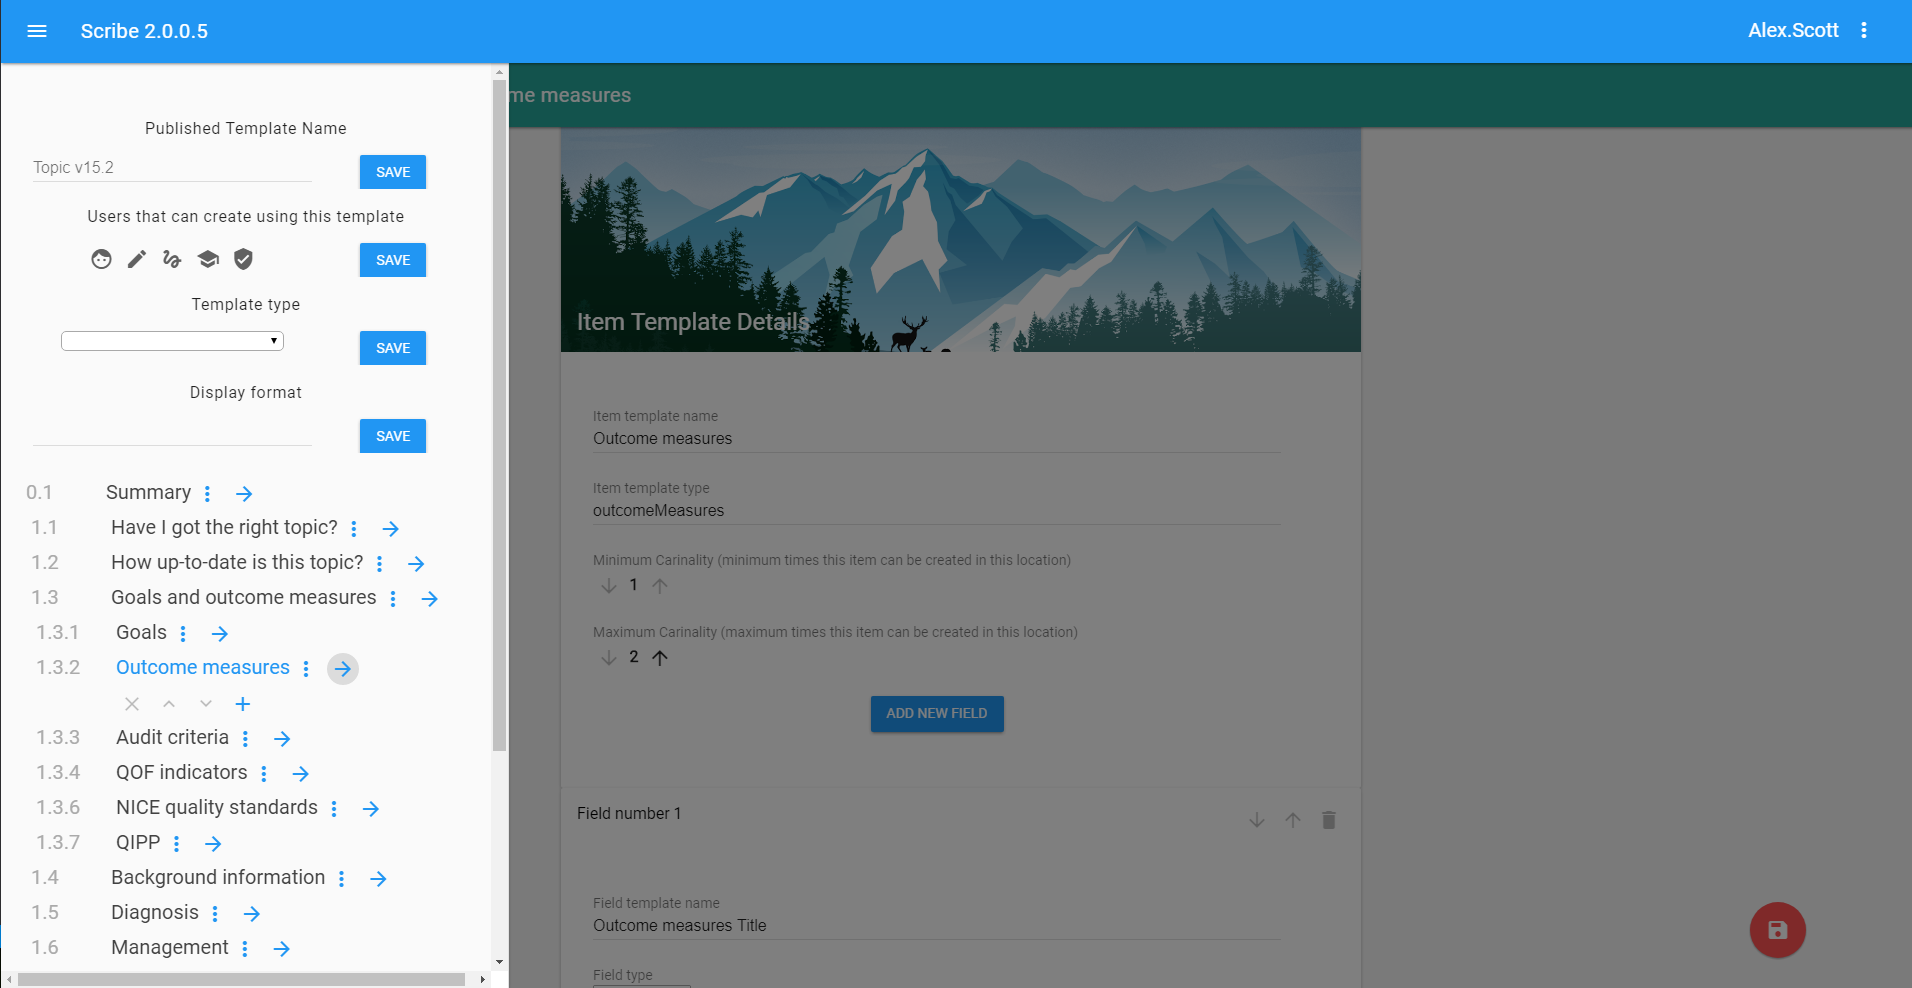 Scribe 2.0.0.5
Alex.Scott
me measures
Published Template Name
Topic v15.2
SAVE
Users that can create using this template
SAVE
Template type
SAVE
Display format
SAVE
0.1 Summary
1.1 Have I got the right topic?
1.2 How up-to-date is this topic?
1.3 Goals and outcome measures
1.3.1 Goals
1.3.2 Outcome measures
1.3.3 Audit criteria
1.3.4 QOF indicators
1.3.6 NICE quality standards
1.3.7 QIPP
1.4 Background information
1.5 Diagnosis
1.6 Management
Item Template Details
Item template name
Outcome measures
Item template type
outcomeMeasures
Minimum Carinality (minimum times this item can be created in this location)
1
Maximum Carinality (maximum times this item can be created in this location)
2
ADD NEW FIELD
Field number 1
Field template name
Outcome measures Title
Field type